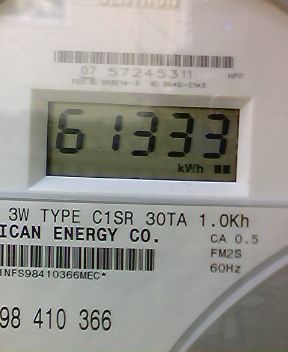 07 57245311 HPP
61333
kWh
3W TYPE C1SR 30TA 1.0Kh
ICAN ENERGY CO.
CA 0.5
FM2S
60Hz
INFS98410366MEC*
98 410 366